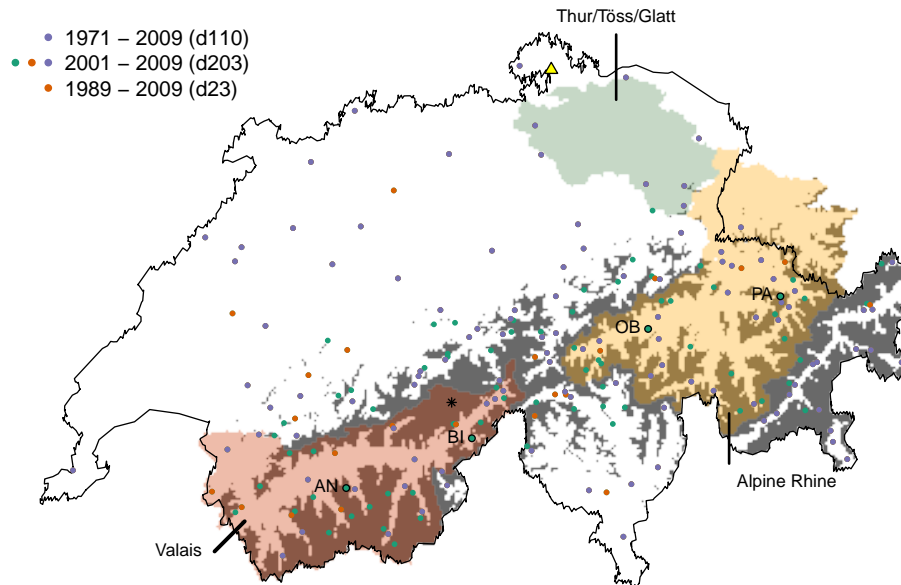 Thur/Töss/Glatt
1971 – 2009 (d110)
2001 – 2009 (d203)
1989 – 2009 (d23)
PA
OB
*
BI
AN
Alpine Rhine
Valais